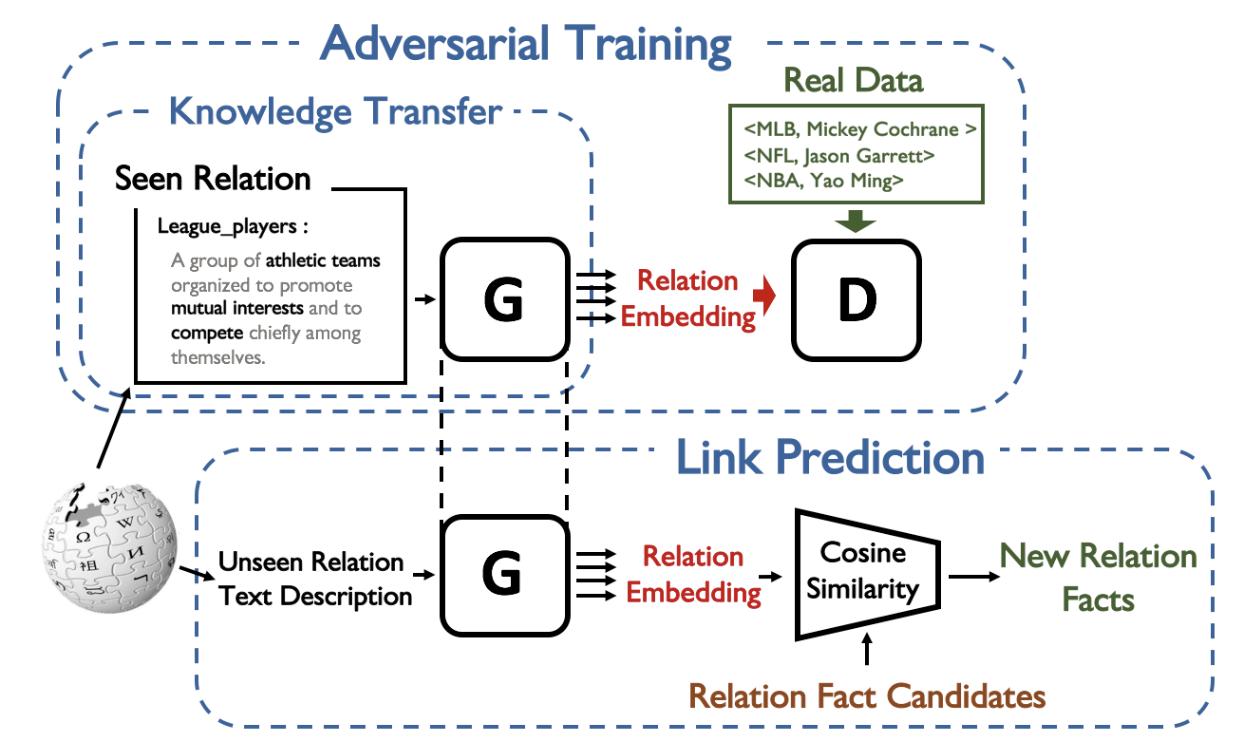 Adversarial Training
Knowledge Transfer
Real Data
<MLB, Mickey Cochrane >
<NFL, Jason Garrett>
<NBA, Yao Ming>
Seen Relation
League_players :
A group of athletic teams
organized to promote
mutual interests and to
compete chiefly among
themselves.
G
Relation
Embedding
D
Link Prediction
Unseen Relation
Text Description
G
Relation
Embedding
Cosine
Similarity
New Relation
Facts
Relation Fact Candidates
Ω
W
И
祖